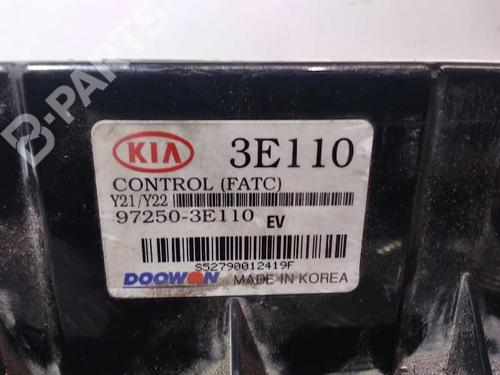 B-PARTS
KIA 3E110
CONTROL (FATC)
Y21/Y22
97250-3E110 EV
S52790012419F
DOOWON MADE IN KOREA